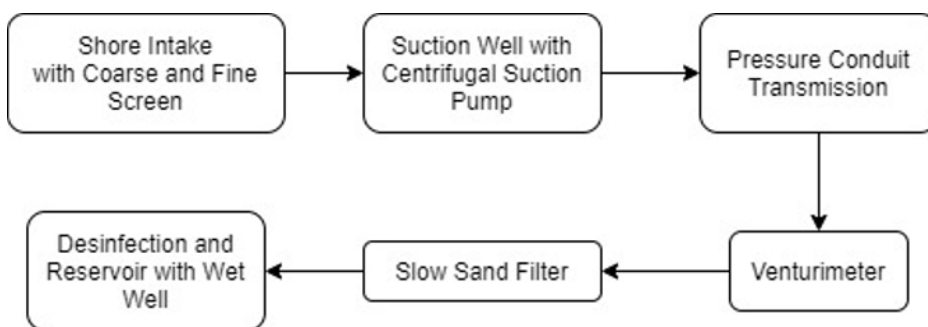 Shore Intake
with Coarse and Fine
Screen
Suction Well with
Centrifugal Suction
Pump
Pressure Conduit
Transmission
Venturimeter
Slow Sand Filter
Desinfection and
Reservoir with Wet
Well